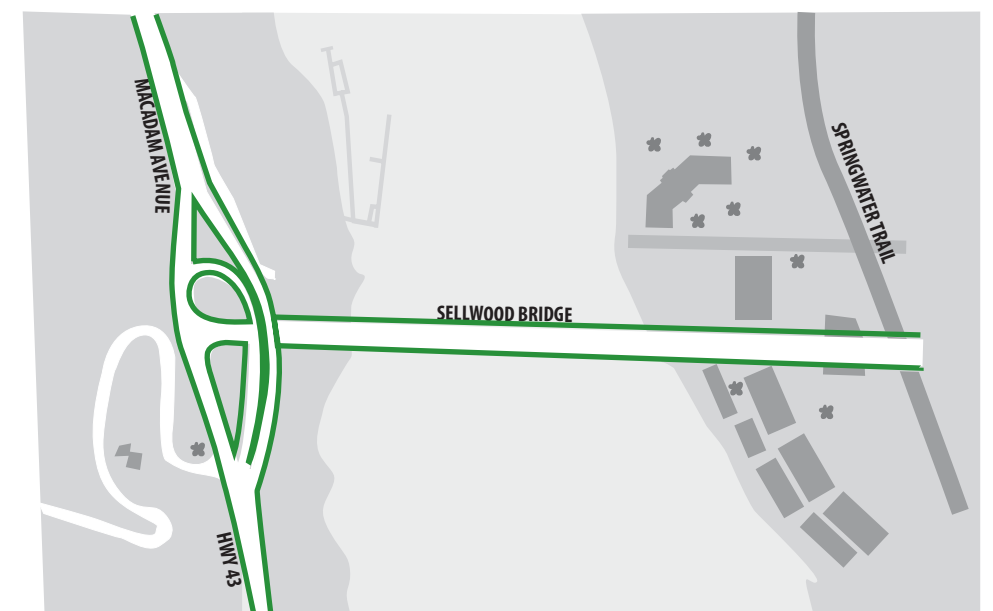 MACADAM AVENUE
SPRINGWATER TRAIL
SELLWOOD BRIDGE
HWY 43